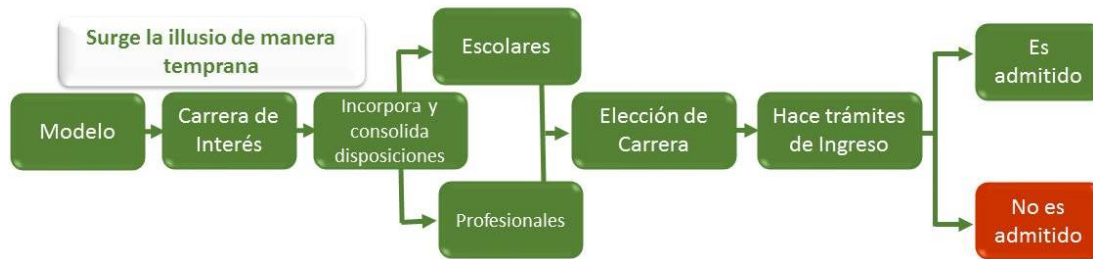 Surge la illusio de manera
temprana
Modelo
Carrera de
Interés
Incorpora y
consolida
disposiciones
Escolares
Profesionales
Elección de
Carrera
Hace trámites
de Ingreso
Es
admitido
No es
admitido